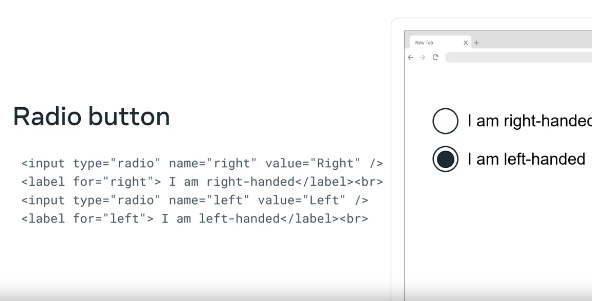 New Tab
Radio button
<input type="radio" name="right" value="Right" />
<label for="right"> I am right-handed</label><br>
<input type="radio" name="left" value="Left" />
<label for="left"> I am left-handed</label><br>
I am right-handed
I am left-handed